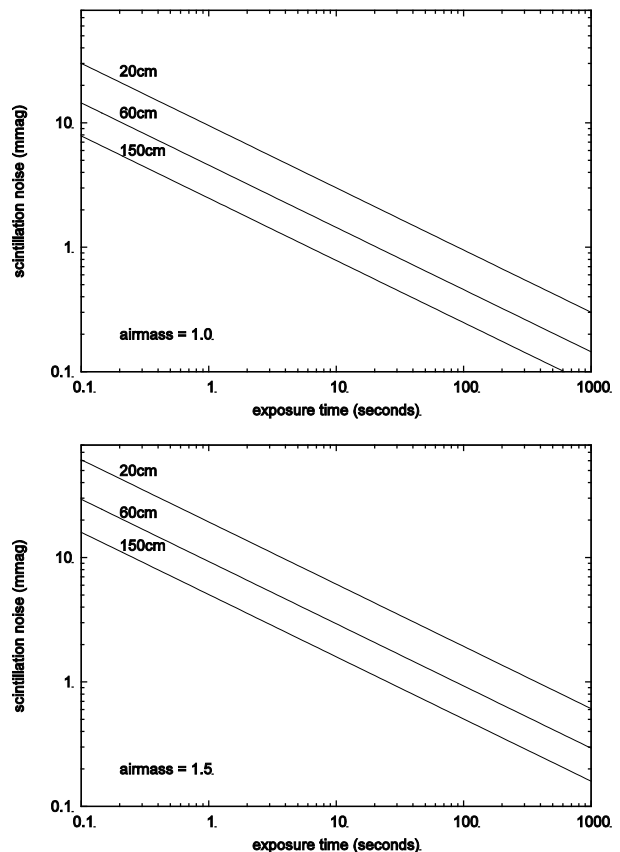 20cm
60cm
150cm
10.
1.
0.1.
scintillation noise (mmag)
airmass = 1.0.
0.1. 1. 10. 100. 1000.
exposure time (seconds).
20cm
60cm
150cm
10.
1.
0.1.
scintillation noise (mmag)
airmass = 1.5.
0.1. 1. 10. 100. 1000.
exposure time (seconds).